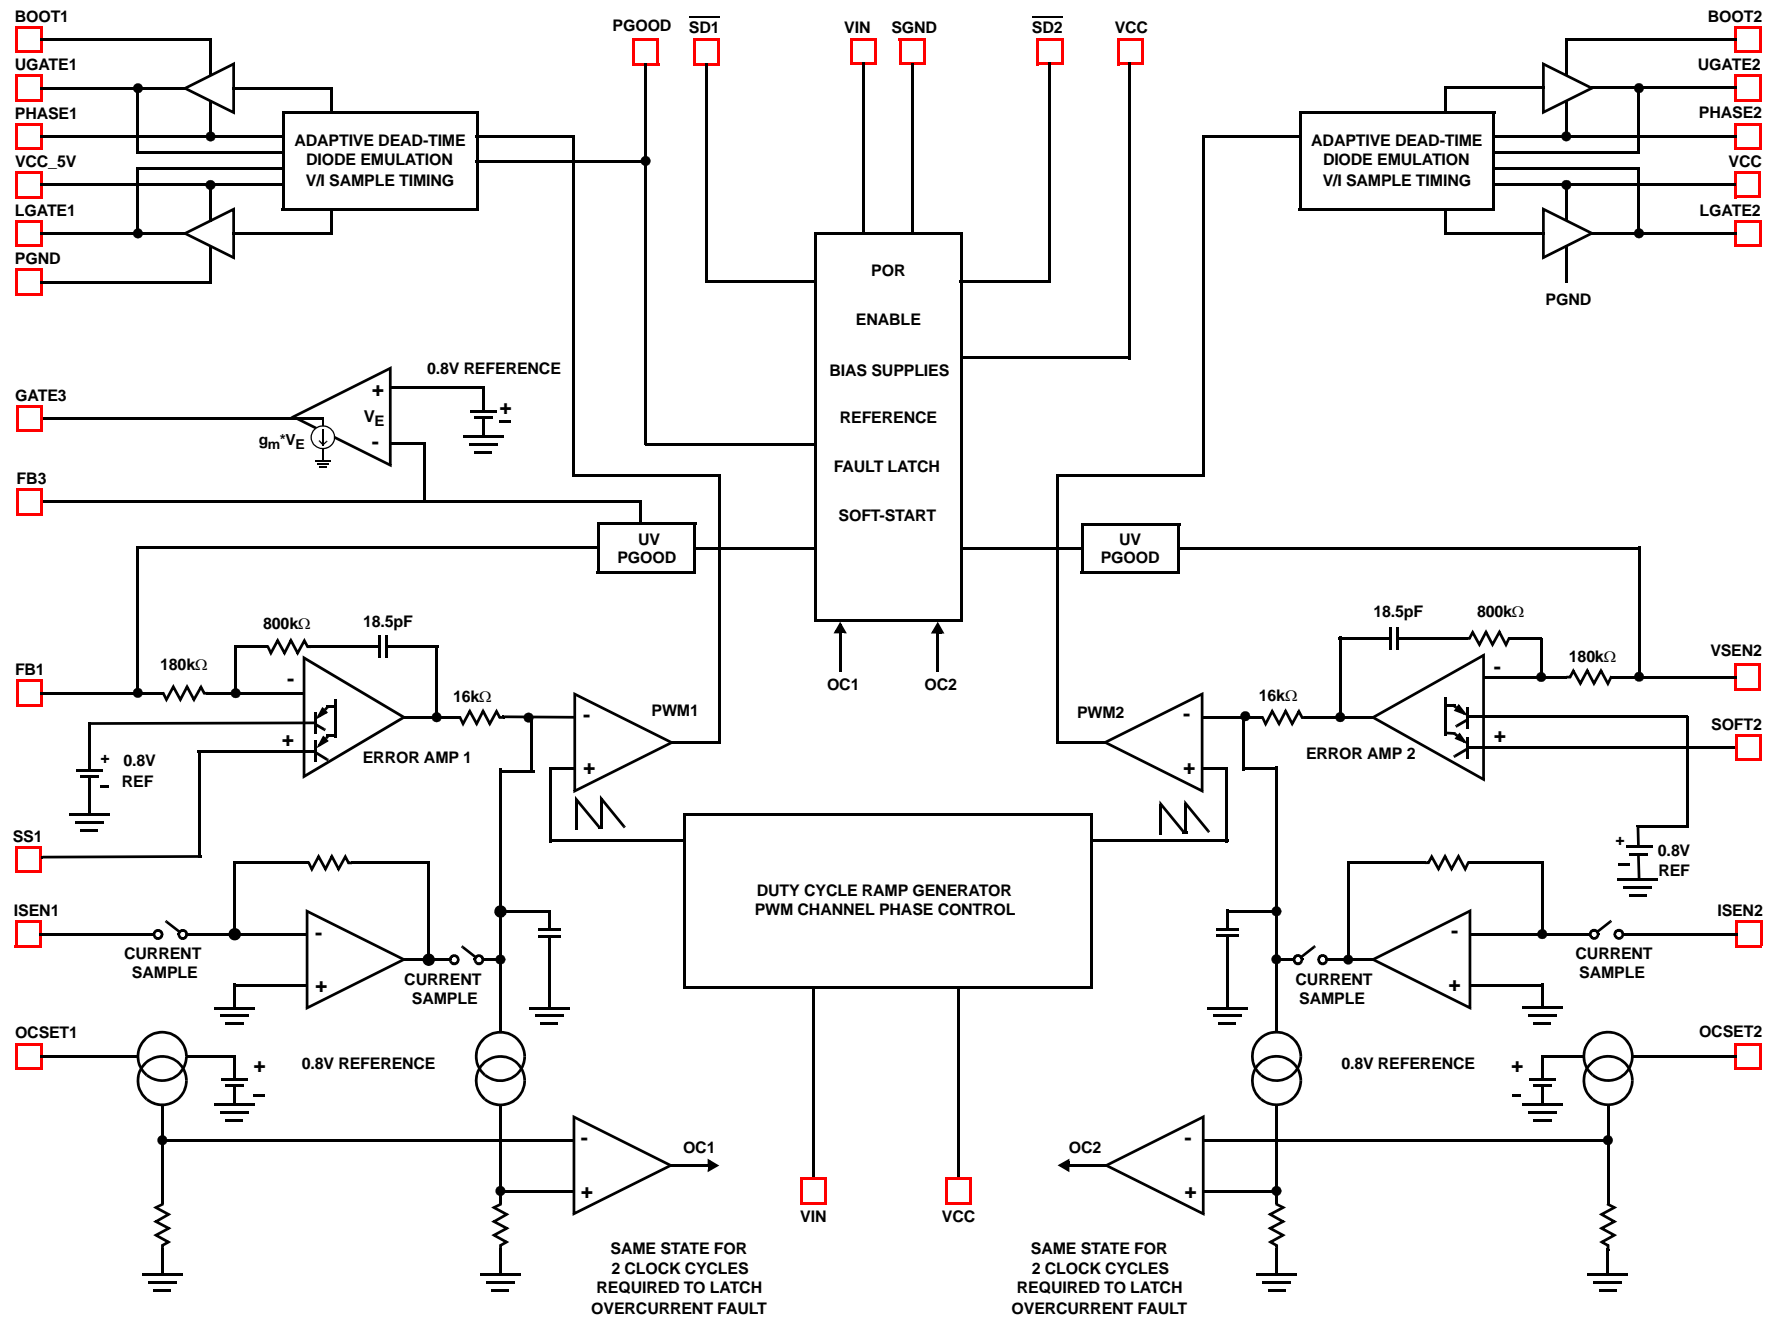 BOOT1
UGATE1
PHASE1
VCC_5V
LGATE1
PGND
ADAPTIVE DEAD-TIME
DIODE EMULATION
V/I SAMPLE TIMING
PGOOD
SD1
VIN
SGND
SD2
VCC
BOOT2
UGATE2
PHASE2
VCC
LGATE2
ADAPTIVE DEAD-TIME
DIODE EMULATION
V/I SAMPLE TIMING
PGND
POR
ENABLE
BIAS SUPPLIES
REFERENCE
FAULT LATCH
SOFT-START
OC1
OC2
GATE3
0.8V REFERENCE
+
VE
-
gm*VE
+
-
FB3
UV
PGOOD
UV
PGOOD
FB1
180kΩ
800kΩ
18.5pF
-
+
16kΩ
ERROR AMP 1
+
-
0.8V
REF
SS1
-
+
PWM1
PWM2
-
+
16kΩ
18.5pF
800kΩ
180kΩ
-
+
ERROR AMP 2
VSEN2
SOFT2
+
-
0.8V
REF
DUTY CYCLE RAMP GENERATOR
PWM CHANNEL PHASE CONTROL
ISEN1
CURRENT
SAMPLE
-
+
CURRENT
SAMPLE
ISEN2
CURRENT
SAMPLE
-
+
CURRENT
SAMPLE
OCSET1
+
-
0.8V REFERENCE
0.8V REFERENCE
+
-
OCSET2
-
+
OC1
OC2
-
+
VIN
VCC
SAME STATE FOR
2 CLOCK CYCLES
REQUIRED TO LATCH
OVERCURRENT FAULT
SAME STATE FOR
2 CLOCK CYCLES
REQUIRED TO LATCH
OVERCURRENT FAULT